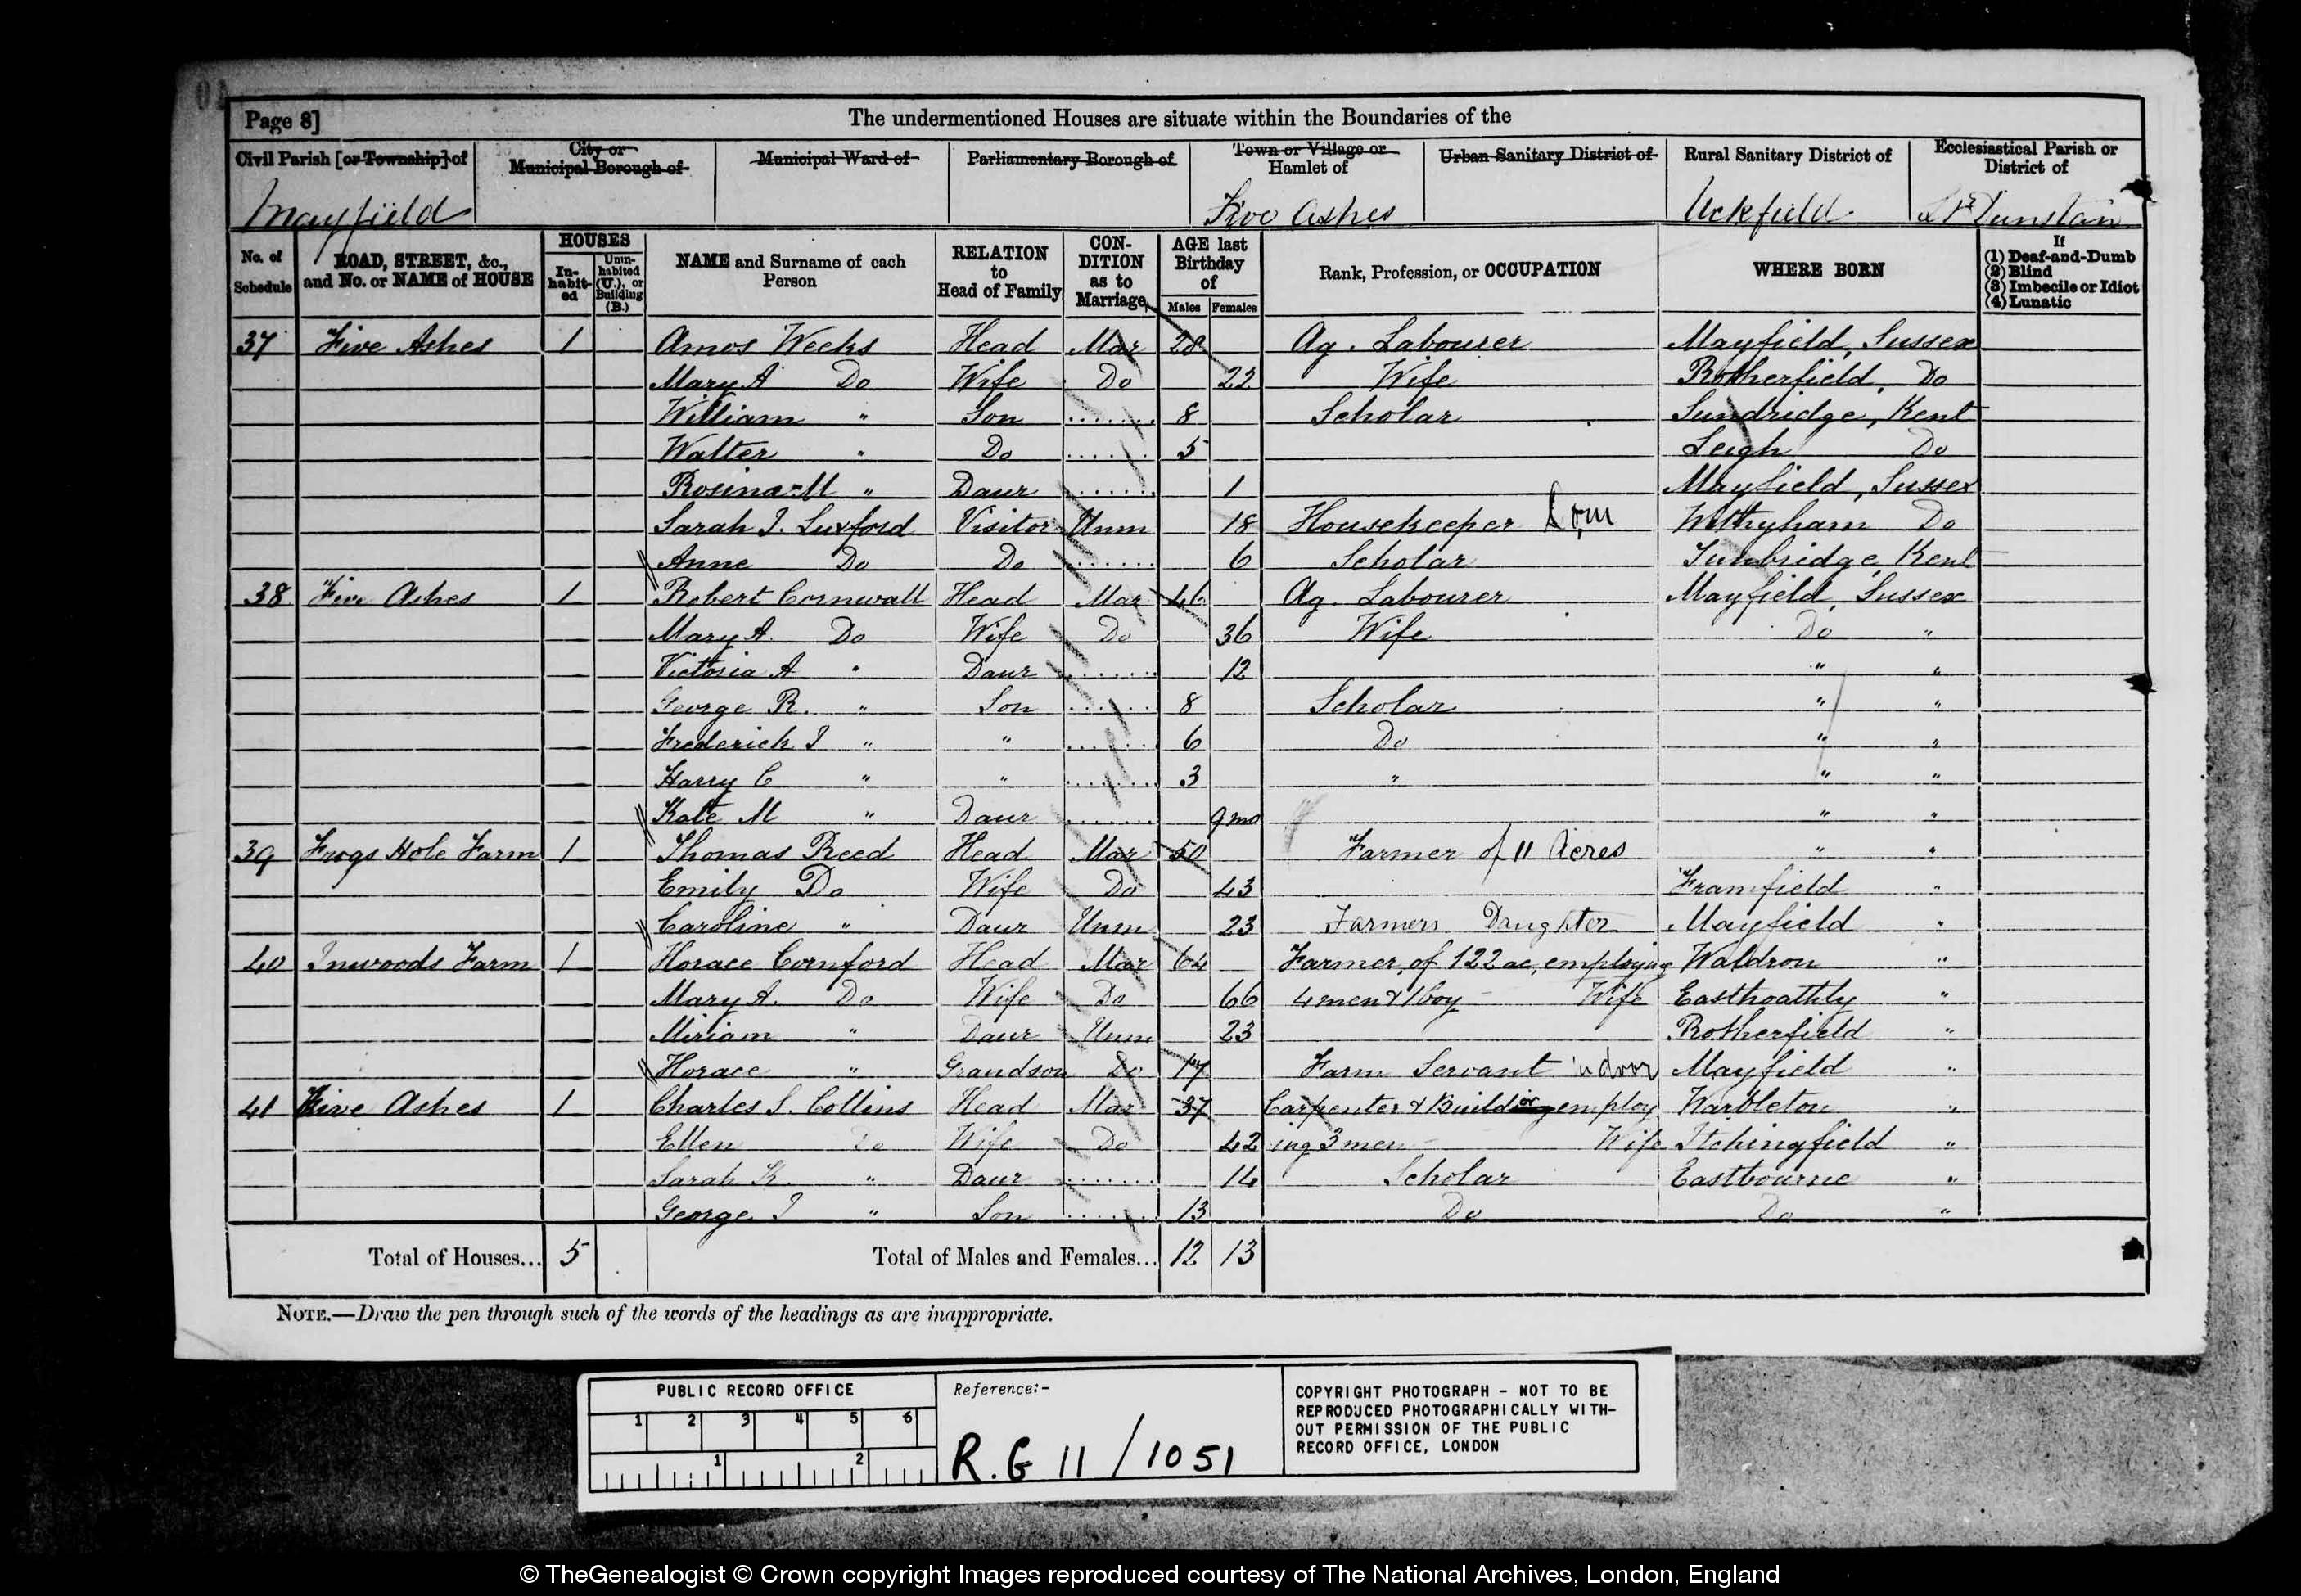 Page 8]
The undermentioned Houses are situate within the Boundaries of the
Civil Parish [or Township] of
City or Municipal Borough of
Municipal Ward of
Parliamentary Borough of
Town or Village or Hamlet of
Urban Sanitary District of
Rural Sanitary District of
Ecclesiastical Parish or District of
Mayfield Five Ashes Uckfield St Dunstan
No. of Schedule
ROAD, STREET, &c., and No. or NAME of HOUSE
HOUSES
In-habit-ed
Unin-habited (U.), or Building (B.)
NAME and Surname of each Person
RELATION to Head of Family
CON-DITION as to Marriage
AGE last Birthday of
Males Females
Rank, Profession, or OCCUPATION
WHERE BORN
If
(1) Deaf-and-Dumb
(2) Blind
(3) Imbecile or Idiot
(4) Lunatic
37 Five Ashes 1 Amos Weeks Head Mar 28 Ag. Labourer Mayfield, Sussex
Mary A Do Wife Do 22 Wife Rotherfield, Do
William " Son 8 Scholar Sundridge, Kent
Walter " Do 5 Leigh Do
Rosina M " Daur 1 Mayfield, Sussex
Sarah J. Luxford Visitor Unm 18 Housekeeper Dom Withyham Do
Anne Do Do 6 Scholar Tunbridge, Kent
38 Five Ashes 1 Robert Cornwall Head Mar 46 Ag. Labourer Mayfield, Sussex
Mary A. Do Wife Do 36 Wife Do "
Victoria A " Daur 12 " "
George R. " Son 8 Scholar " "
Frederick J " " 6 Do " "
Harry C " " 3 " " "
Kate M " Daur 9 mo " "
39 Frogs Hole Farm 1 Thomas Reed Head Mar 50 Farmer of 11 Acres " "
Emily Do Wife Do 43 Framfield "
Caroline " Daur Unm 23 Farmers Daughter Mayfield "
40 Inwoods Farm 1 Horace Cornford Head Mar 64 Farmer of 122 ac, employing Waldron "
Mary A. Do Wife Do 66 4 men & 1 boy - Wife Easthoathly "
Miriam " Daur Unm 23 Rotherfield "
Horace " Grandson Do 17 Farm Servant indoor Mayfield "
41 Five Ashes 1 Charles S. Collins Head Mar 37 Carpenter & Builder employ Warbleton "
Ellen Do Wife Do 42 ing 3 men - Wife Itchingfield "
Sarah K. " Daur 14 Scholar Eastbourne "
George J " Son 13 Do Do "
Total of Houses... 5 Total of Males and Females... 12 13
NOTE.—Draw the pen through such of the words of the headings as are inappropriate.
PUBLIC RECORD OFFICE
1 2 3 4 5 6
1 2
Reference:-
R.G 11 / 1051
COPYRIGHT PHOTOGRAPH - NOT TO BE
REPRODUCED PHOTOGRAPHICALLY WITH-
OUT PERMISSION OF THE PUBLIC
RECORD OFFICE, LONDON
© TheGenealogist © Crown copyright Images reproduced courtesy of The National Archives, London, England